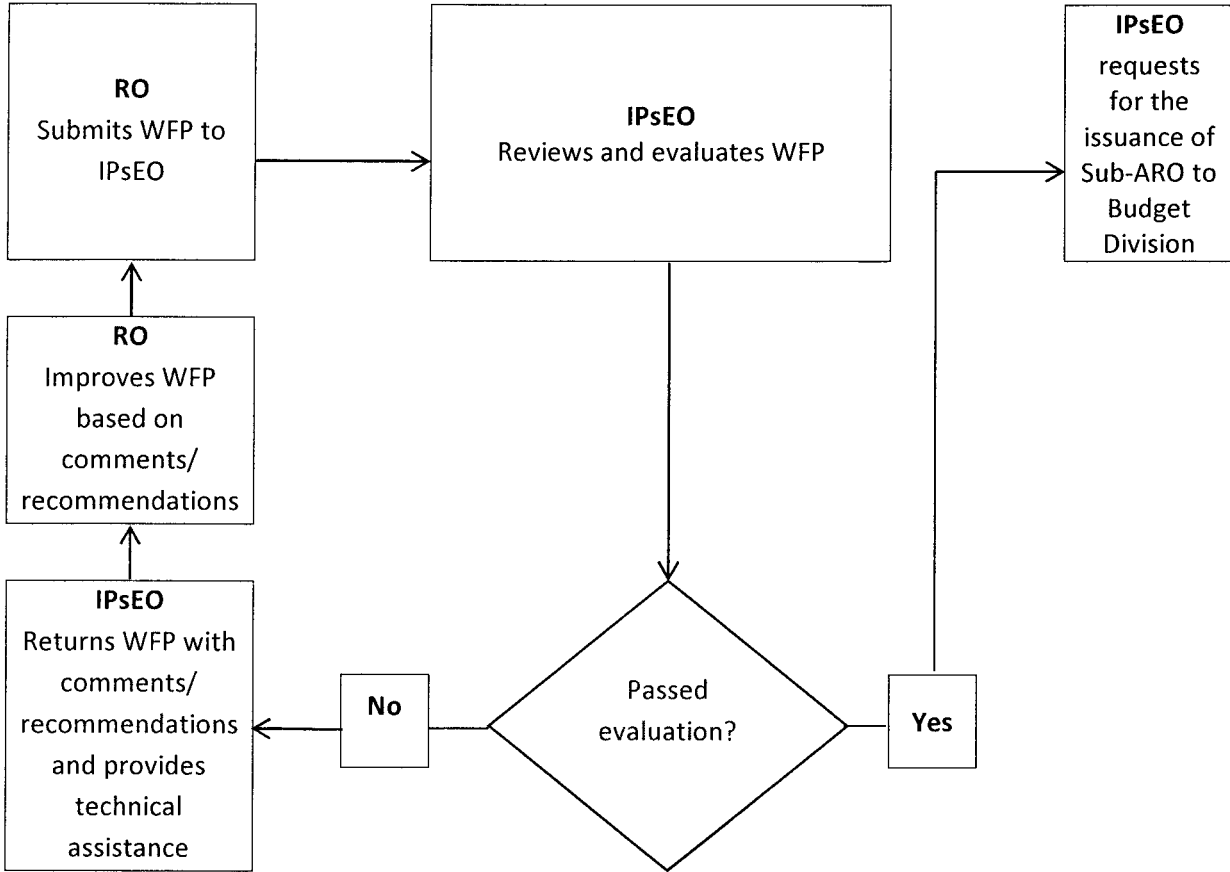 RO
Submits WFP to
IPsEO
IPsEO
Reviews and evaluates WFP
IPsEO
requests
for the
issuance of
Sub-ARO to
Budget
Division
RO
Improves WFP
based on
comments/
recommendations
IPsEO
Returns WFP with
comments/
recommendations
and provides
technical
assistance
No
Passed
evaluation?
Yes